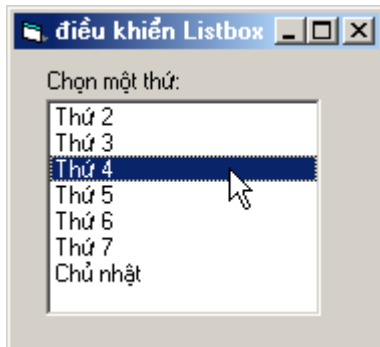 điều khiển Listbox
Chọn một thứ:
Thứ 2
Thứ 3
Thứ 4
Thứ 5
Thứ 6
Thứ 7
Chủ nhật